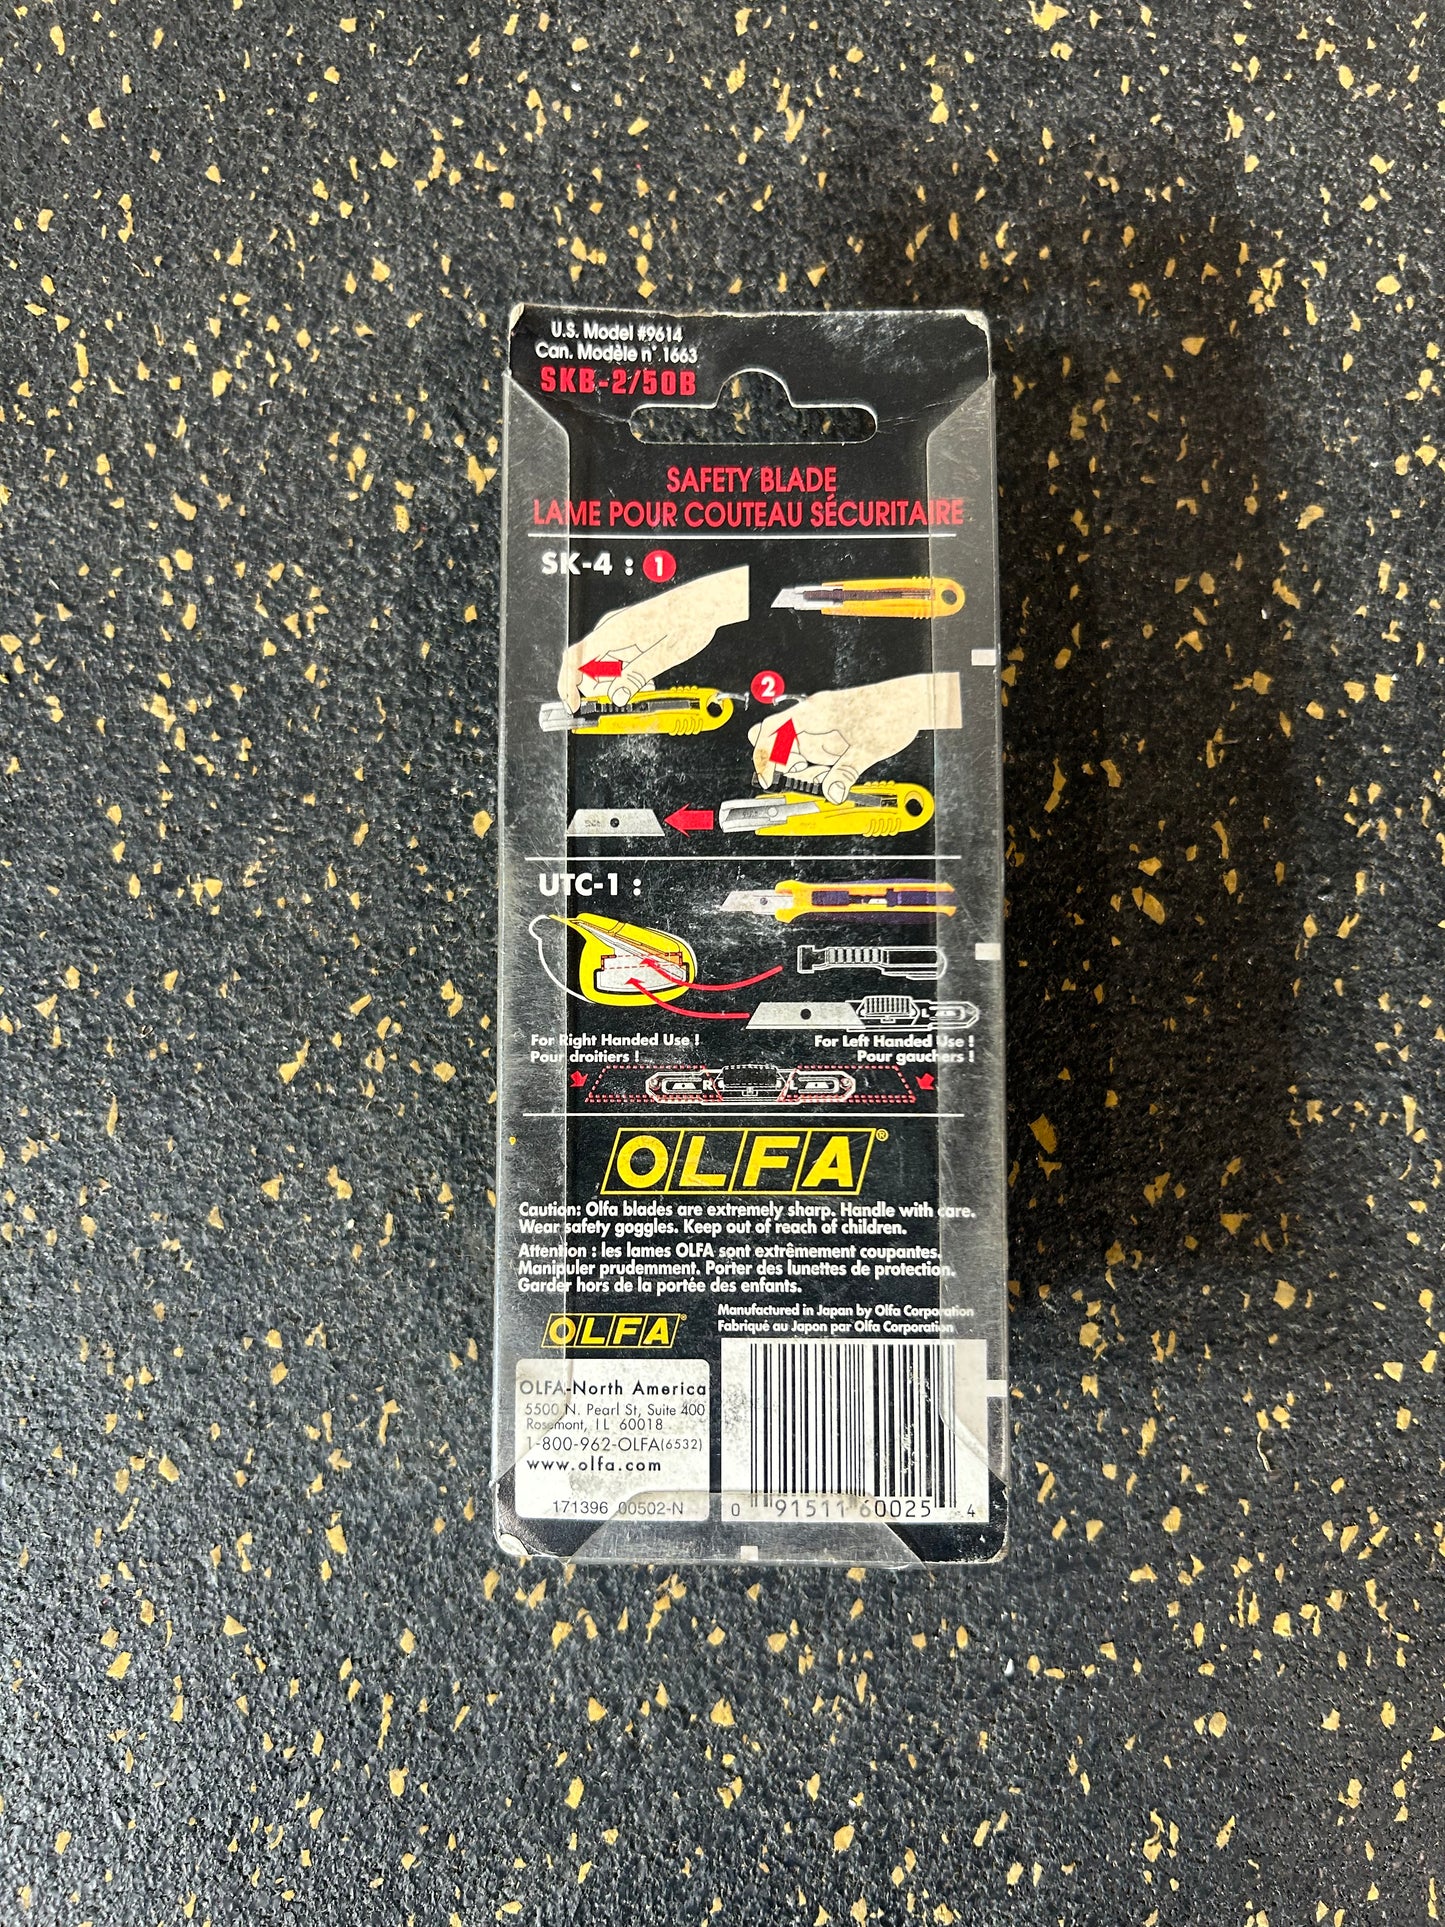 U.S. Model #9614
Can. Modèle n° 1663
SKB-2/50B
SAFETY BLADE
LAME POUR COUTEAU SÉCURITAIRE
SK-4 : 1
2
UTC-1 :
L
For Right Handed Use !
Pour droitiers !
For Left Handed Use !
Pour gauchers !
R L
OLFA®
Caution: Olfa blades are extremely sharp. Handle with care.
Wear safety goggles. Keep out of reach of children.
Attention : les lames OLFA sont extrêmement coupantes.
Manipuler prudemment. Porter des lunettes de protection.
Garder hors de la portée des enfants.
OLFA®
Manufactured in Japan by Olfa Corporation
Fabriqué au Japon par Olfa Corporation
OLFA-North America
5500 N. Pearl St, Suite 400
Rosemont, IL 60018
1-800-962-OLFA(6532)
www.olfa.com
171396 00502-N
0 91511 60025 4